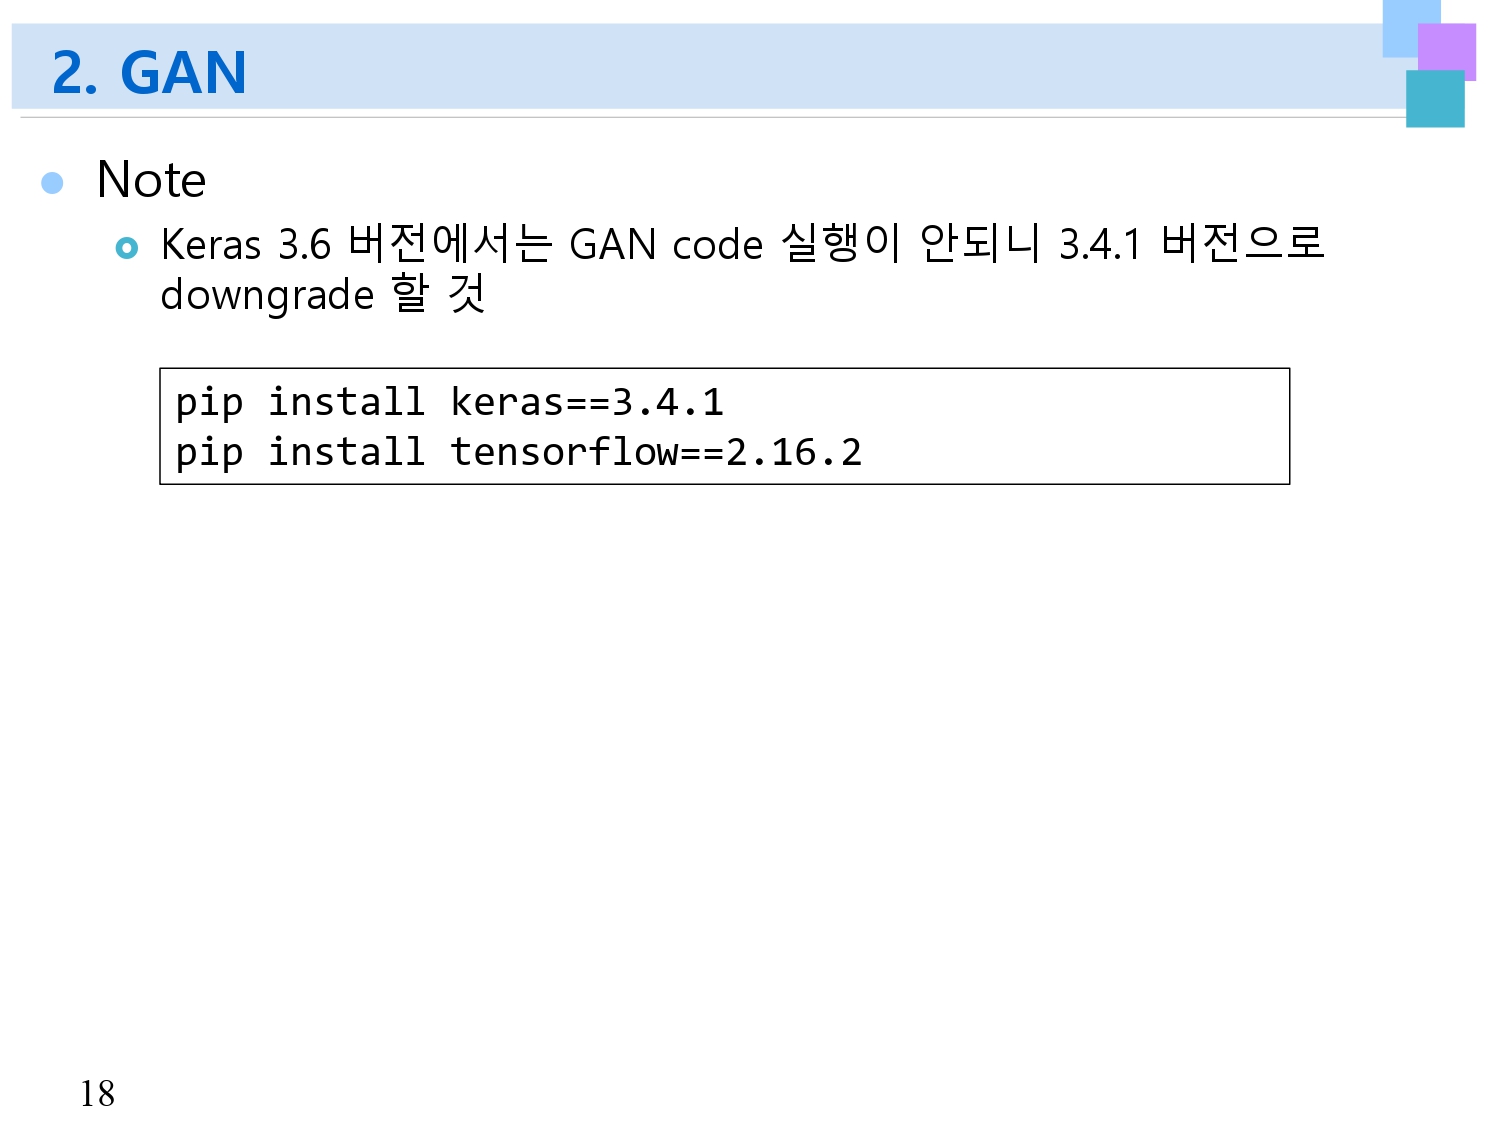 2. GAN
Note
Keras 3.6 버전에서는 GAN code 실행이 안되니 3.4.1 버전으로
downgrade 할 것
pip install keras==3.4.1
pip install tensorflow==2.16.2
18